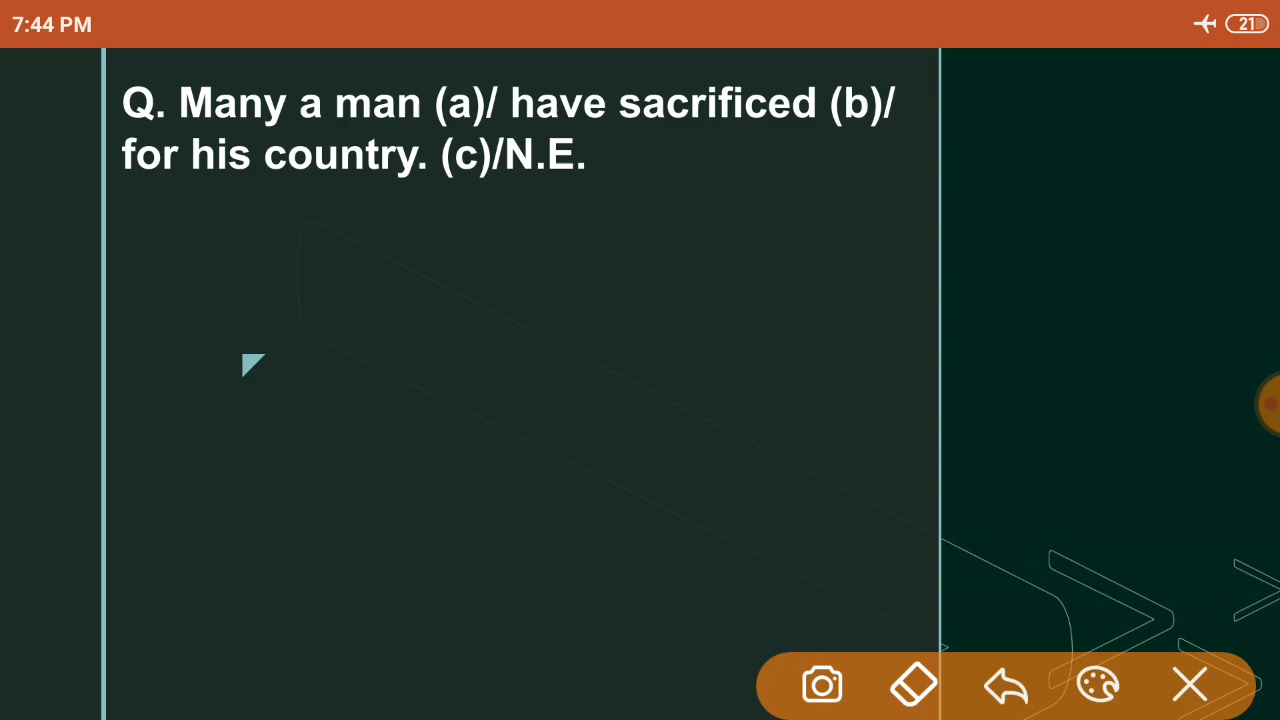 7:44 PM
21
Q. Many a man (a)/ have sacrificed (b)/
for his country. (c)/N.E.